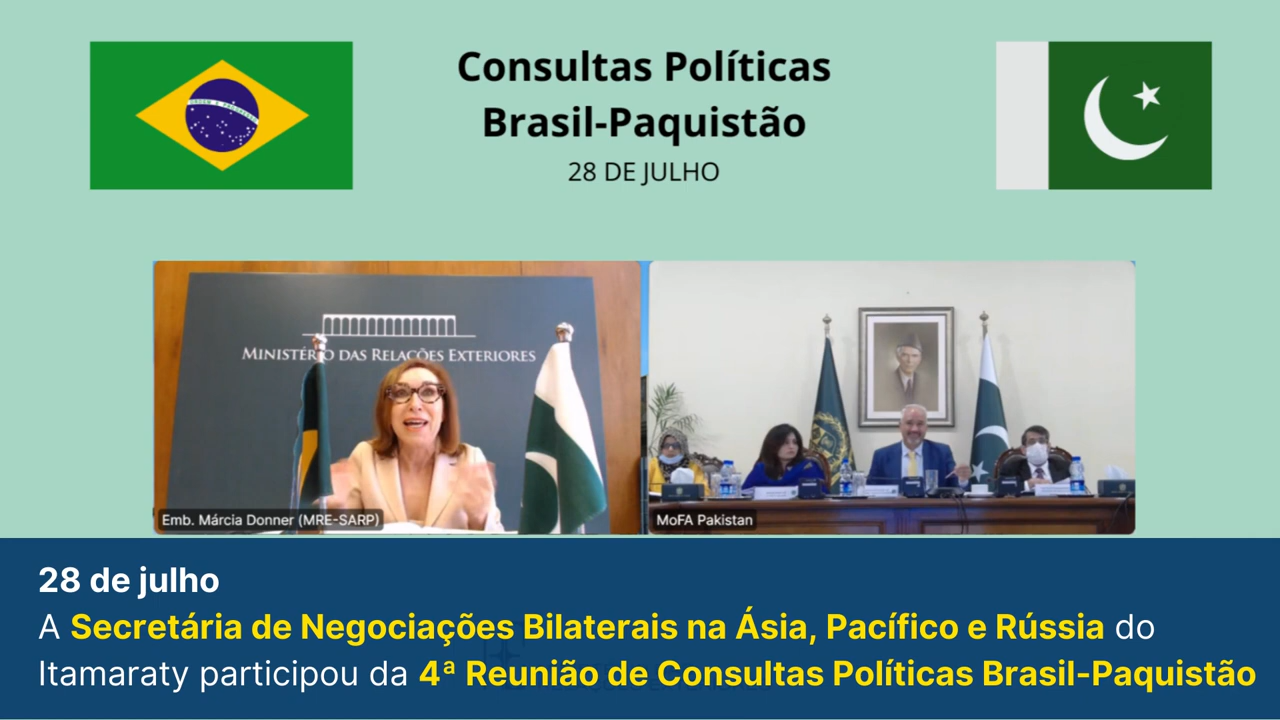 Consultas Políticas
Brasil-Paquistão
28 DE JULHO
MINISTÉRIO DAS RELAÇÕES EXTERIORES
Emb. Márcia Donner (MRE-SARP)
MoFA Pakistan
28 de julho
A Secretária de Negociações Bilaterais na Ásia, Pacífico e Rússia do
Itamaraty participou da 4ª Reunião de Consultas Políticas Brasil-Paquistão